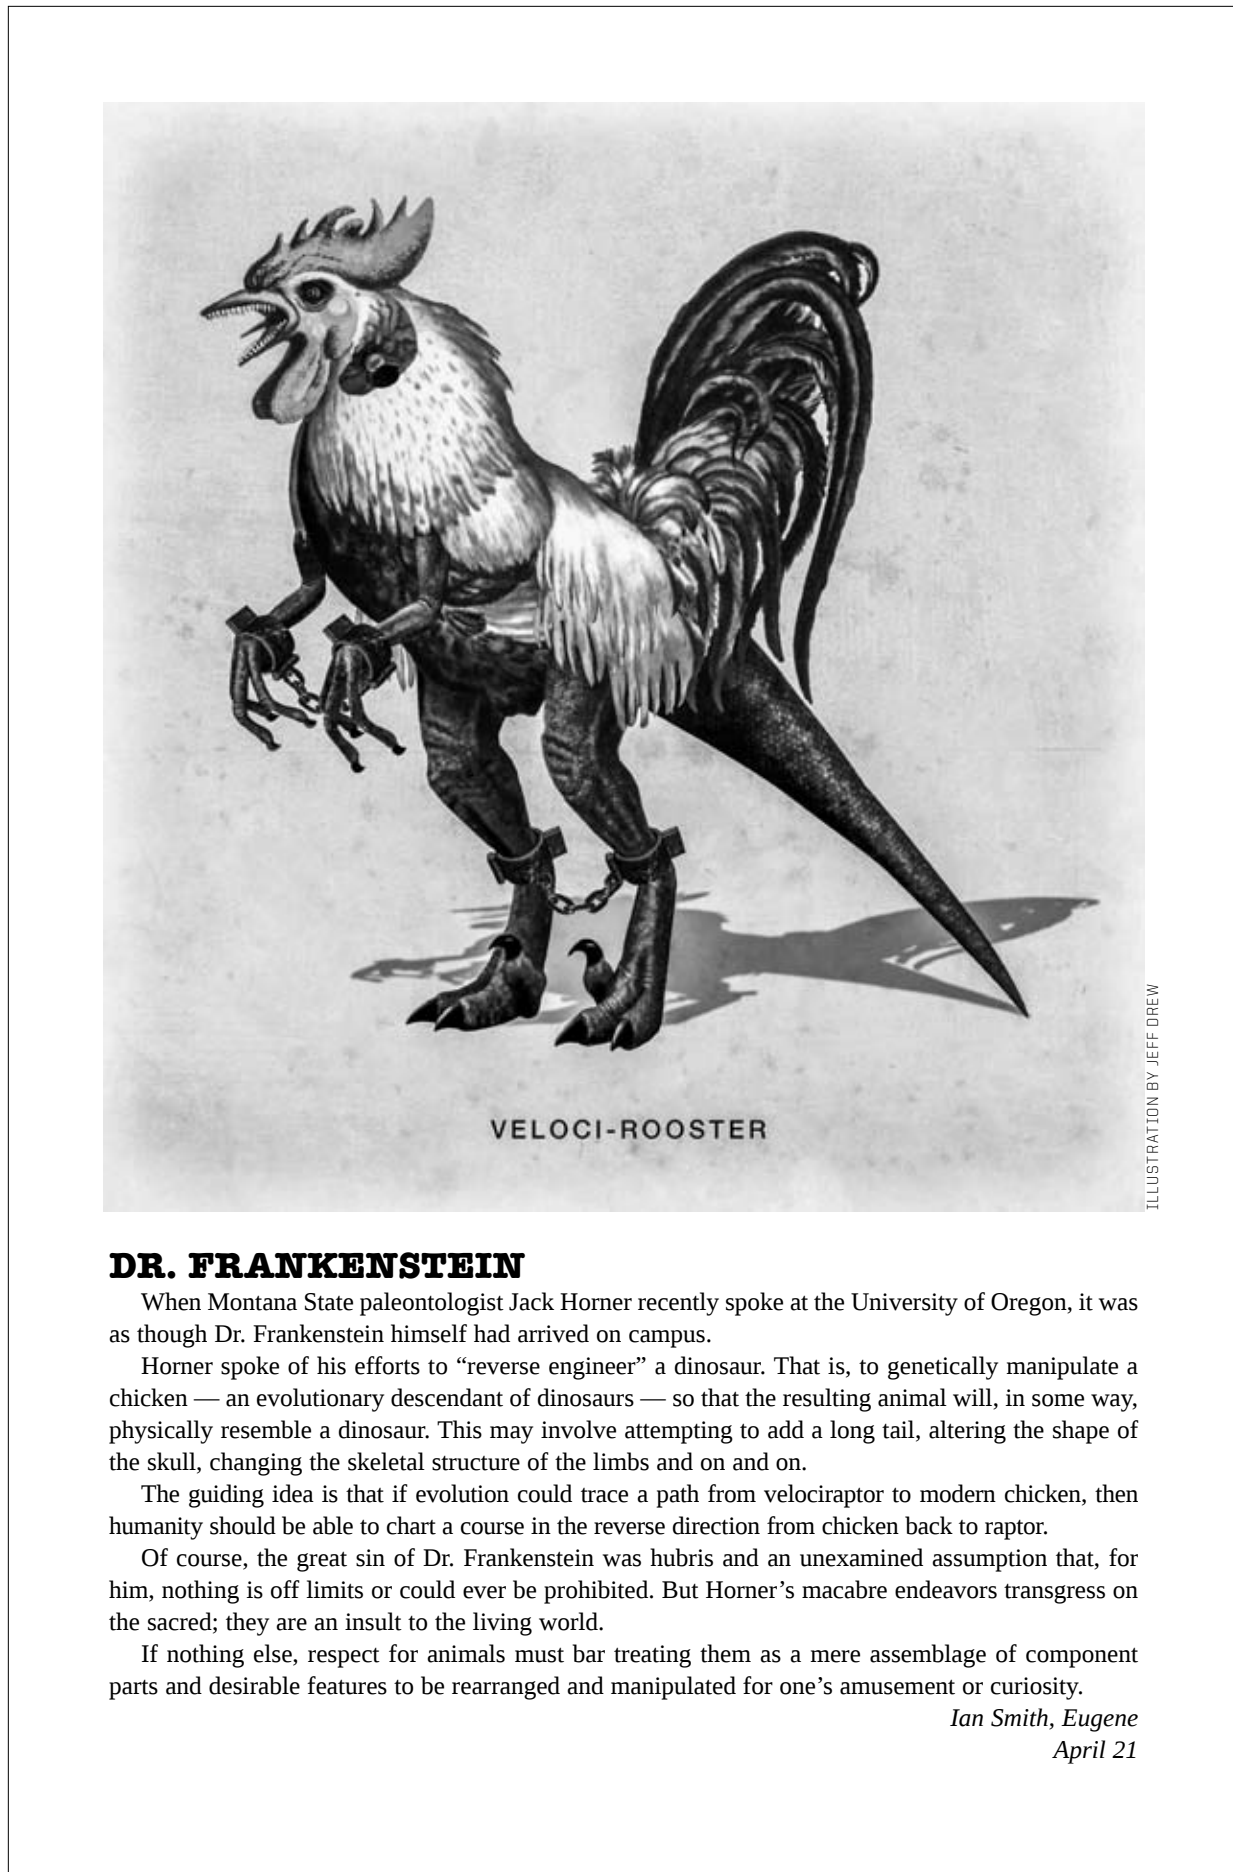 VELOCI-ROOSTER
ILLUSTRATION BY JEFF DREW
DR. FRANKENSTEIN
When Montana State paleontologist Jack Horner recently spoke at the University of Oregon, it was
as though Dr. Frankenstein himself had arrived on campus.
Horner spoke of his efforts to “reverse engineer” a dinosaur. That is, to genetically manipulate a
chicken — an evolutionary descendant of dinosaurs — so that the resulting animal will, in some way,
physically resemble a dinosaur. This may involve attempting to add a long tail, altering the shape of
the skull, changing the skeletal structure of the limbs and on and on.
The guiding idea is that if evolution could trace a path from velociraptor to modern chicken, then
humanity should be able to chart a course in the reverse direction from chicken back to raptor.
Of course, the great sin of Dr. Frankenstein was hubris and an unexamined assumption that, for
him, nothing is off limits or could ever be prohibited. But Horner’s macabre endeavors transgress on
the sacred; they are an insult to the living world.
If nothing else, respect for animals must bar treating them as a mere assemblage of component
parts and desirable features to be rearranged and manipulated for one’s amusement or curiosity.
Ian Smith, Eugene
April 21